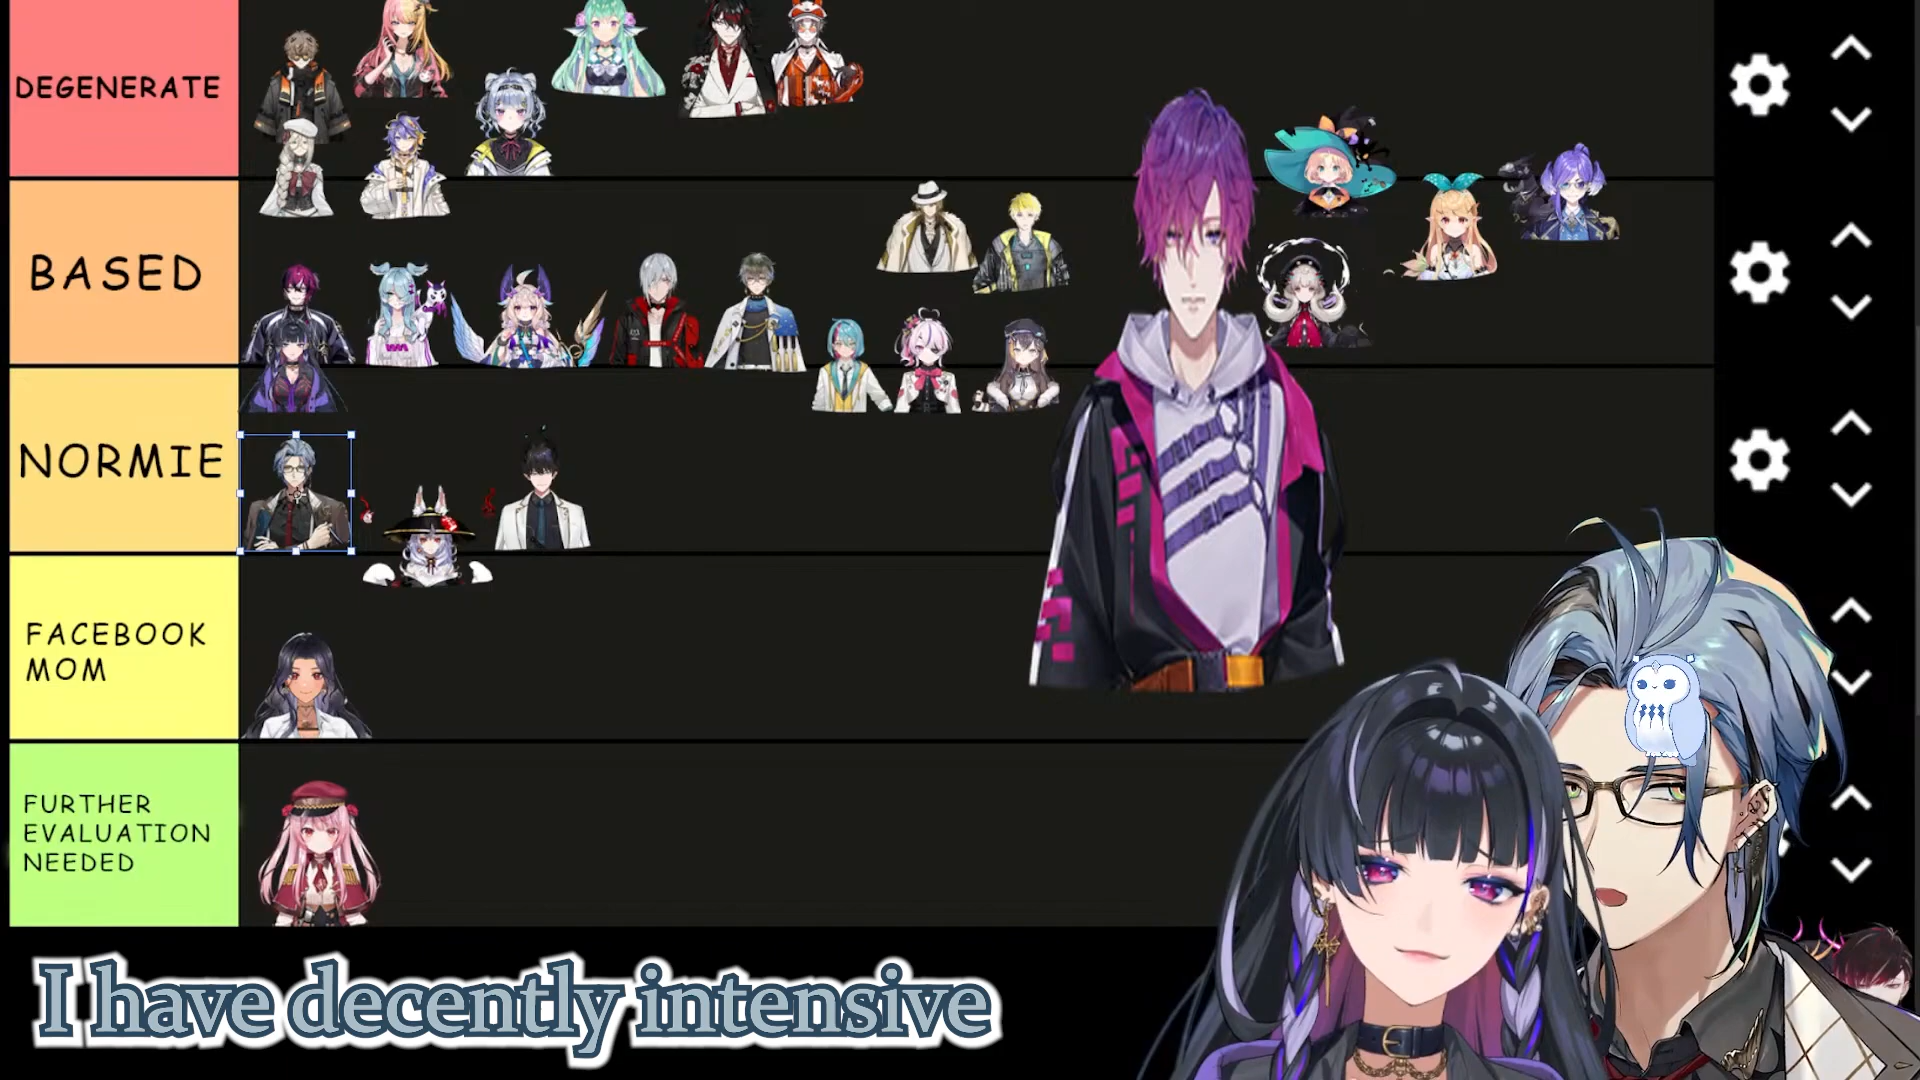 DEGENERATE
BASED
NORMIE
FACEBOOK
MOM
FURTHER
EVALUATION
NEEDED
I have decently intensive